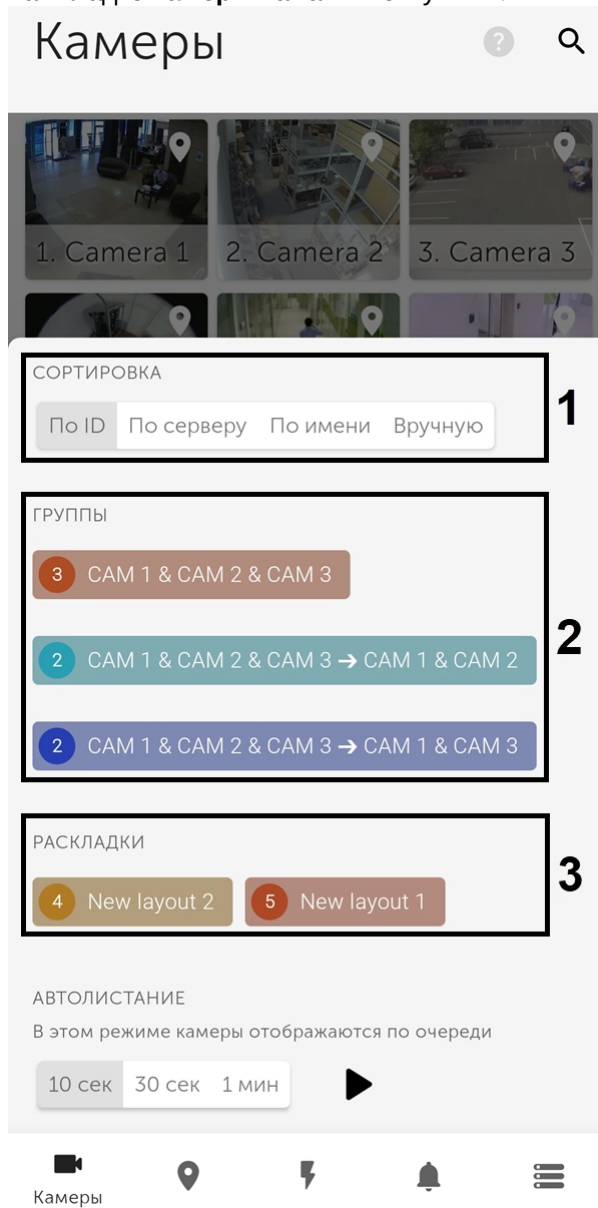 Камеры
?
1. Camera 1
2. Camera 2
3. Camera 3
СОРТИРОВКА
По ID По серверу По имени Вручную
1
ГРУППЫ
3 CAM 1 & CAM 2 & CAM 3
2 CAM 1 & CAM 2 & CAM 3 ➔ CAM 1 & CAM 2
2 CAM 1 & CAM 2 & CAM 3 ➔ CAM 1 & CAM 3
2
РАСКЛАДКИ
4 New layout 2
5 New layout 1
3
АВТОЛИСТАНИЕ
В этом режиме камеры отображаются по очереди
10 сек 30 сек 1 мин
Камеры